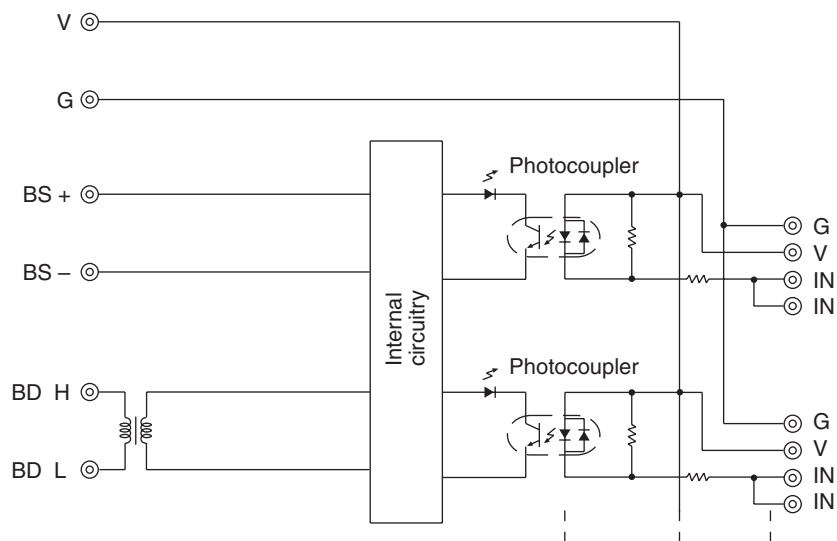 V
G
BS +
BS –
BD H
BD L
Internal
circuitry
Photocoupler
G
V
IN
IN
Photocoupler
G
V
IN
IN